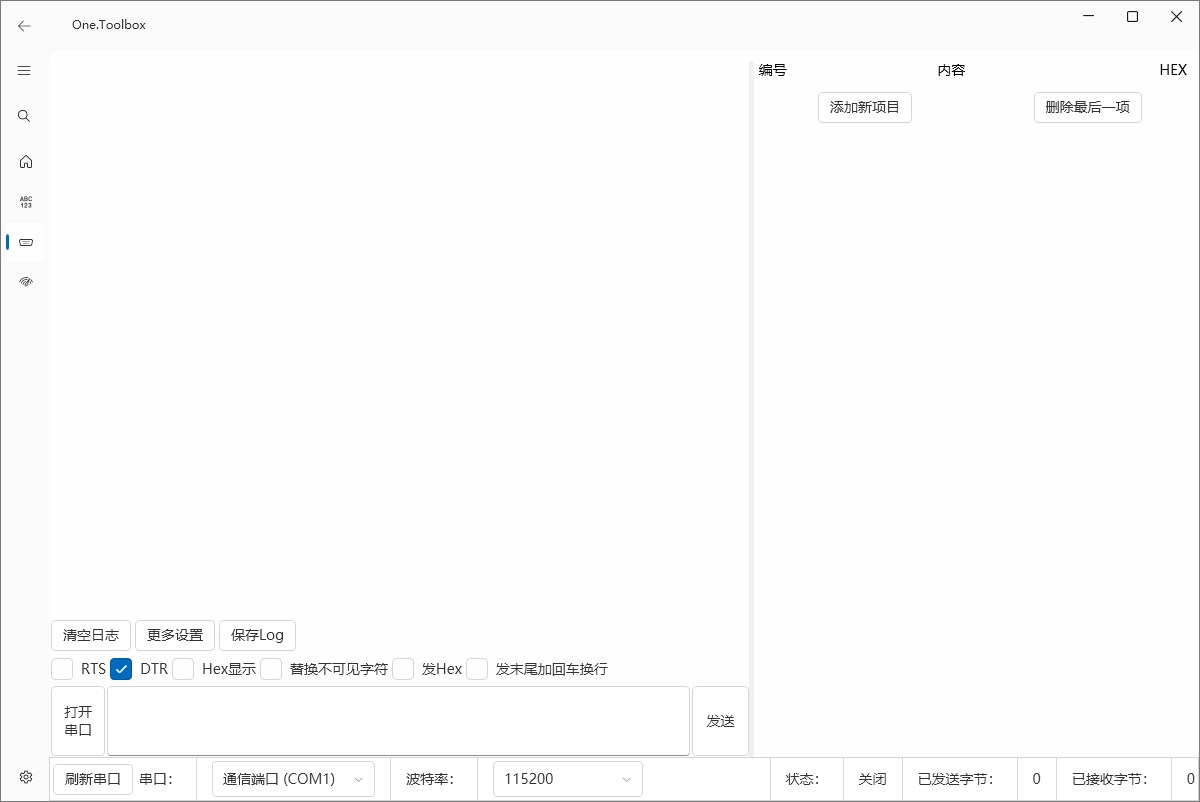 One.Toolbox
编号 内容 HEX
添加新项目 删除最后一项
ABC
123
清空日志 更多设置 保存Log
RTS DTR Hex显示 替换不可见字符 发Hex 发末尾加回车换行
打开
串口
发送
刷新串口 串口： 通信端口 (COM1) 波特率： 115200 状态： 关闭 已发送字节： 0 已接收字节： 0